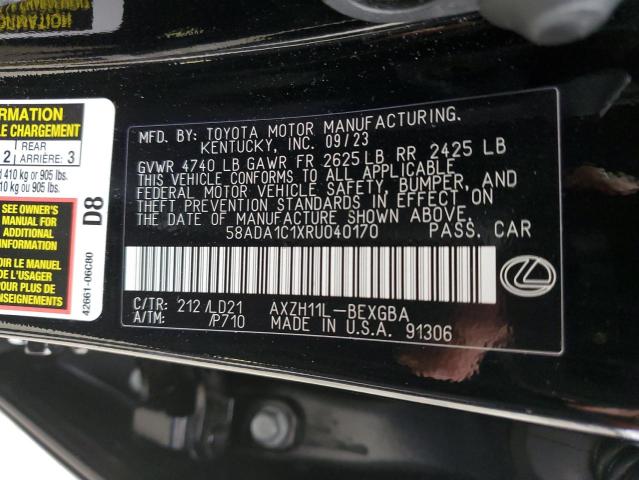 RMATION
LE CHARGEMENT
REAR
2 ARRIÈRE: 3
d 410 kg or 905 lbs.
10 kg ou 905 lbs.
SEE OWNER'S
MANUAL FOR
ADDITIONAL
INFORMATION
VOIR LE MANUEL
DE L'USAGER
POUR PLUS DE
RENSEIGNEMENTS
D8
42661-06C80
MFD. BY: TOYOTA MOTOR MANUFACTURING,
KENTUCKY, INC. 09/23
GVWR 4740 LB GAWR FR 2625 LB RR 2425 LB
THIS VEHICLE CONFORMS TO ALL APPLICABLE
FEDERAL MOTOR VEHICLE SAFETY, BUMPER, AND
THEFT PREVENTION STANDARDS IN EFFECT ON
THE DATE OF MANUFACTURE SHOWN ABOVE.
58ADA1C1XRU040170 PASS. CAR
C/TR: 212 /LD21 AXZH11L-BEXGBA
A/TM: /P710 MADE IN U.S.A. 91306